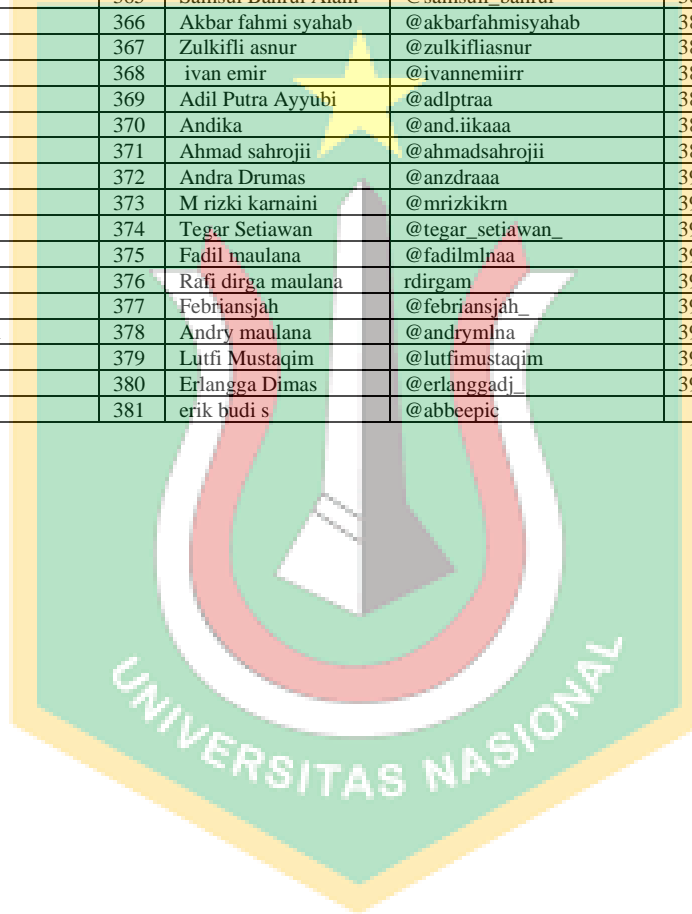 366 Akbar fahmi syahab @akbarfahmisyahab
367 Zulkifli asnur @zulkifliasnur
368 ivan emir @ivannemiirr
369 Adil Putra Ayyubi @adlptraa
370 Andika @and.iikaaa
371 Ahmad sahrojii @ahmadsahrojii
372 Andra Drumas @anzdraaa
373 M rizki karnaini @mrizkikrn
374 Tegar Setiawan @tegar_setiawan_
375 Fadil maulana @fadilmlnaa
376 Rafi dirga maulana rdirgam
377 Febriansjah @febriansjah_
378 Andry maulana @andrymlna
379 Lutfi Mustaqim @lutfimustaqim
380 Erlangga Dimas @erlanggadj_
381 erik budi s @abbeepic
UNIVERSITAS NASIONAL